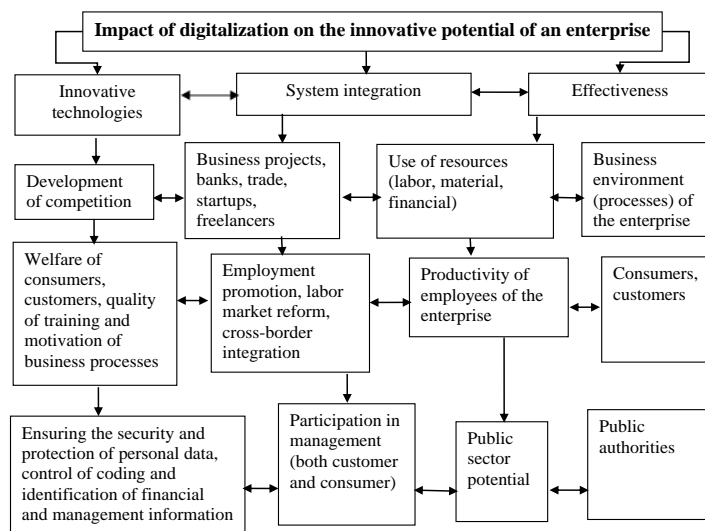 Impact of digitalization on the innovative potential of an enterprise
Innovative
technologies
System integration
Effectiveness
Development
of competition
Business projects,
banks, trade,
startups,
freelancers
Use of resources
(labor, material,
financial)
Business
environment
(processes) of
the enterprise
Welfare of
consumers,
customers, quality
of training and
motivation of
business processes
Employment
promotion, labor
market reform,
cross-border
integration
Productivity of
employees of the
enterprise
Consumers,
customers
Ensuring the security and
protection of personal data,
control of coding and
identification of financial
and management information
Participation in
management
(both customer
and consumer)
Public
sector
potential
Public
authorities